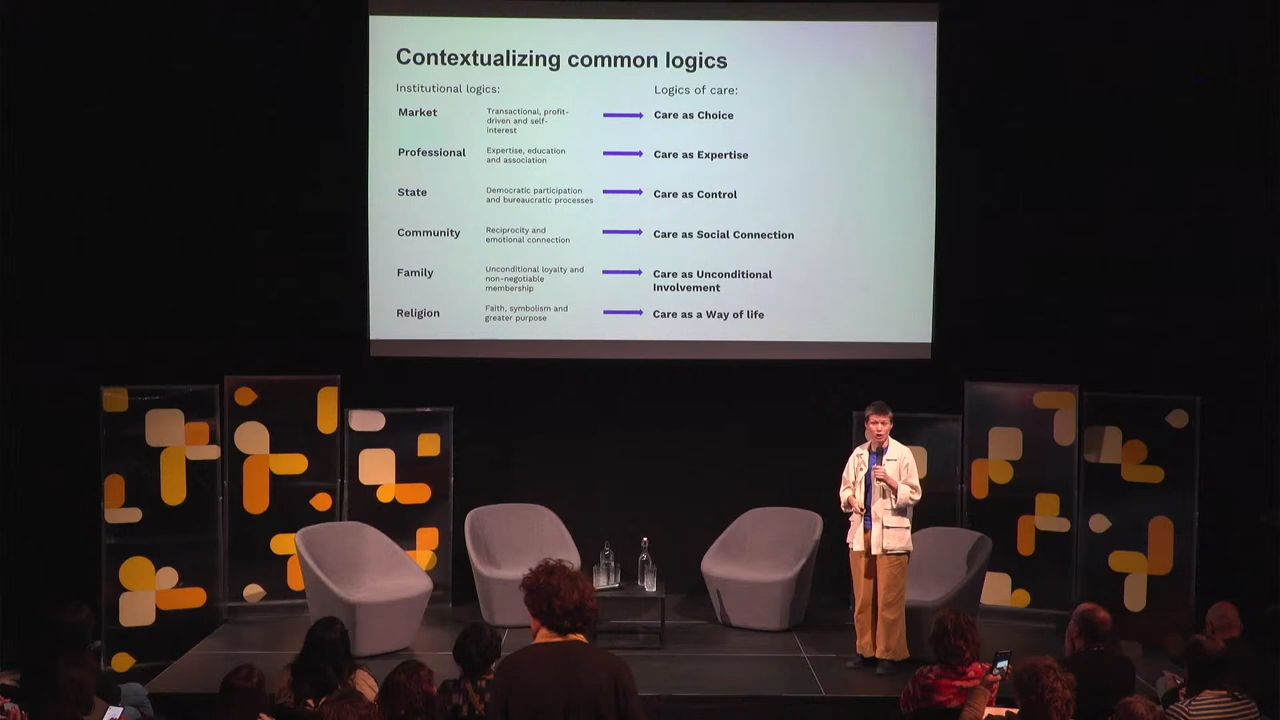 Contextualizing common logics
Institutional logics:
Logics of care:
Market
Transactional, profit-
driven and self-
interest
Care as Choice
Professional
Expertise, education
and association
Care as Expertise
State
Democratic participation
and bureaucratic processes
Care as Control
Community
Reciprocity and
emotional connection
Care as Social Connection
Family
Unconditional loyalty and
non-negotiable
membership
Care as Unconditional
Involvement
Religion
Faith, symbolism and
greater purpose
Care as a Way of life